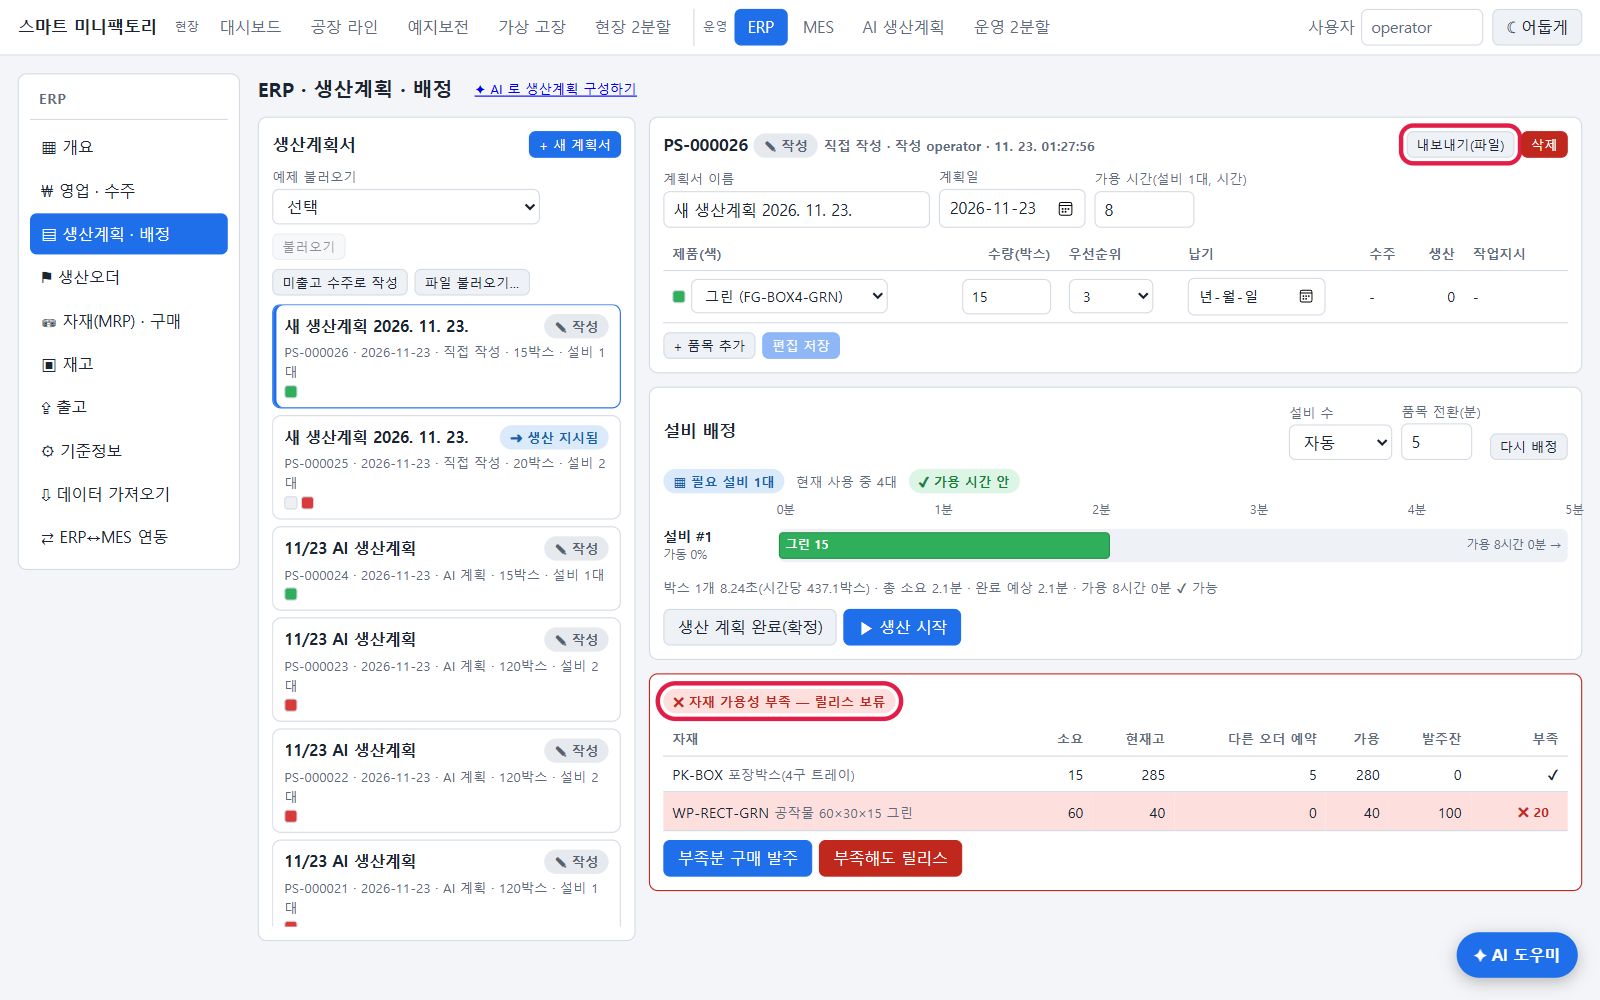 스마트 미니팩토리 현장 대시보드 공장 라인 예지보전 가상 고장 현장 2분할 운영 ERP MES AI 생산계획 운영 2분할 사용자 operator ☾ 어둡게
ERP
▦ 개요
₩ 영업 · 수주
▤ 생산계획 · 배정
⚑ 생산오더
자재(MRP) · 구매
▣ 재고
⇪ 출고
⚙ 기준정보
⇩ 데이터 가져오기
⇄ ERP↔MES 연동
ERP · 생산계획 · 배정 ✦ AI 로 생산계획 구성하기
생산계획서 + 새 계획서
예제 불러오기
선택
불러오기
미출고 수주로 작성 파일 불러오기...
새 생산계획 2026. 11. 23. ✎ 작성
PS-000026 · 2026-11-23 · 직접 작성 · 15박스 · 설비 1
대
새 생산계획 2026. 11. 23. ➜ 생산 지시됨
PS-000025 · 2026-11-23 · 직접 작성 · 20박스 · 설비 2
대
11/23 AI 생산계획 ✎ 작성
PS-000024 · 2026-11-23 · AI 계획 · 15박스 · 설비 1대
11/23 AI 생산계획 ✎ 작성
PS-000023 · 2026-11-23 · AI 계획 · 120박스 · 설비 2
대
11/23 AI 생산계획 ✎ 작성
PS-000022 · 2026-11-23 · AI 계획 · 120박스 · 설비 2
대
11/23 AI 생산계획 ✎ 작성
PS-000021 · 2026-11-23 · AI 계획 · 120박스 · 설비 1
대
PS-000026 ✎ 작성 직접 작성 · 작성 operator · 11. 23. 01:27:56 내보내기(파일) 삭제
계획서 이름 계획일 가용 시간(설비 1대, 시간)
새 생산계획 2026. 11. 23. 2026-11-23 8
제품(색) 수량(박스) 우선순위 납기 수주 생산 작업지시
그린 (FG-BOX4-GRN) 15 3 년-월-일 - 0 -
+ 품목 추가 편집 저장
설비 배정 설비 수 품목 전환(분)
자동 5 다시 배정
▦ 필요 설비 1대 현재 사용 중 4대 ✔ 가용 시간 안
0분 1분 2분 3분 4분 5분
설비 #1
가동 0%
그린 15 가용 8시간 0분 →
박스 1개 8.24초(시간당 437.1박스) · 총 소요 2.1분 · 완료 예상 2.1분 · 가용 8시간 0분 ✔ 가능
생산 계획 완료(확정) ▶ 생산 시작
✕ 자재 가용성 부족 — 릴리스 보류
자재 소요 현재고 다른 오더 예약 가용 발주잔 부족
PK-BOX 포장박스(4구 트레이) 15 285 5 280 0 ✓
WP-RECT-GRN 공작물 60×30×15 그린 60 40 0 40 100 ✕ 20
부족분 구매 발주 부족해도 릴리스
✦ AI 도우미